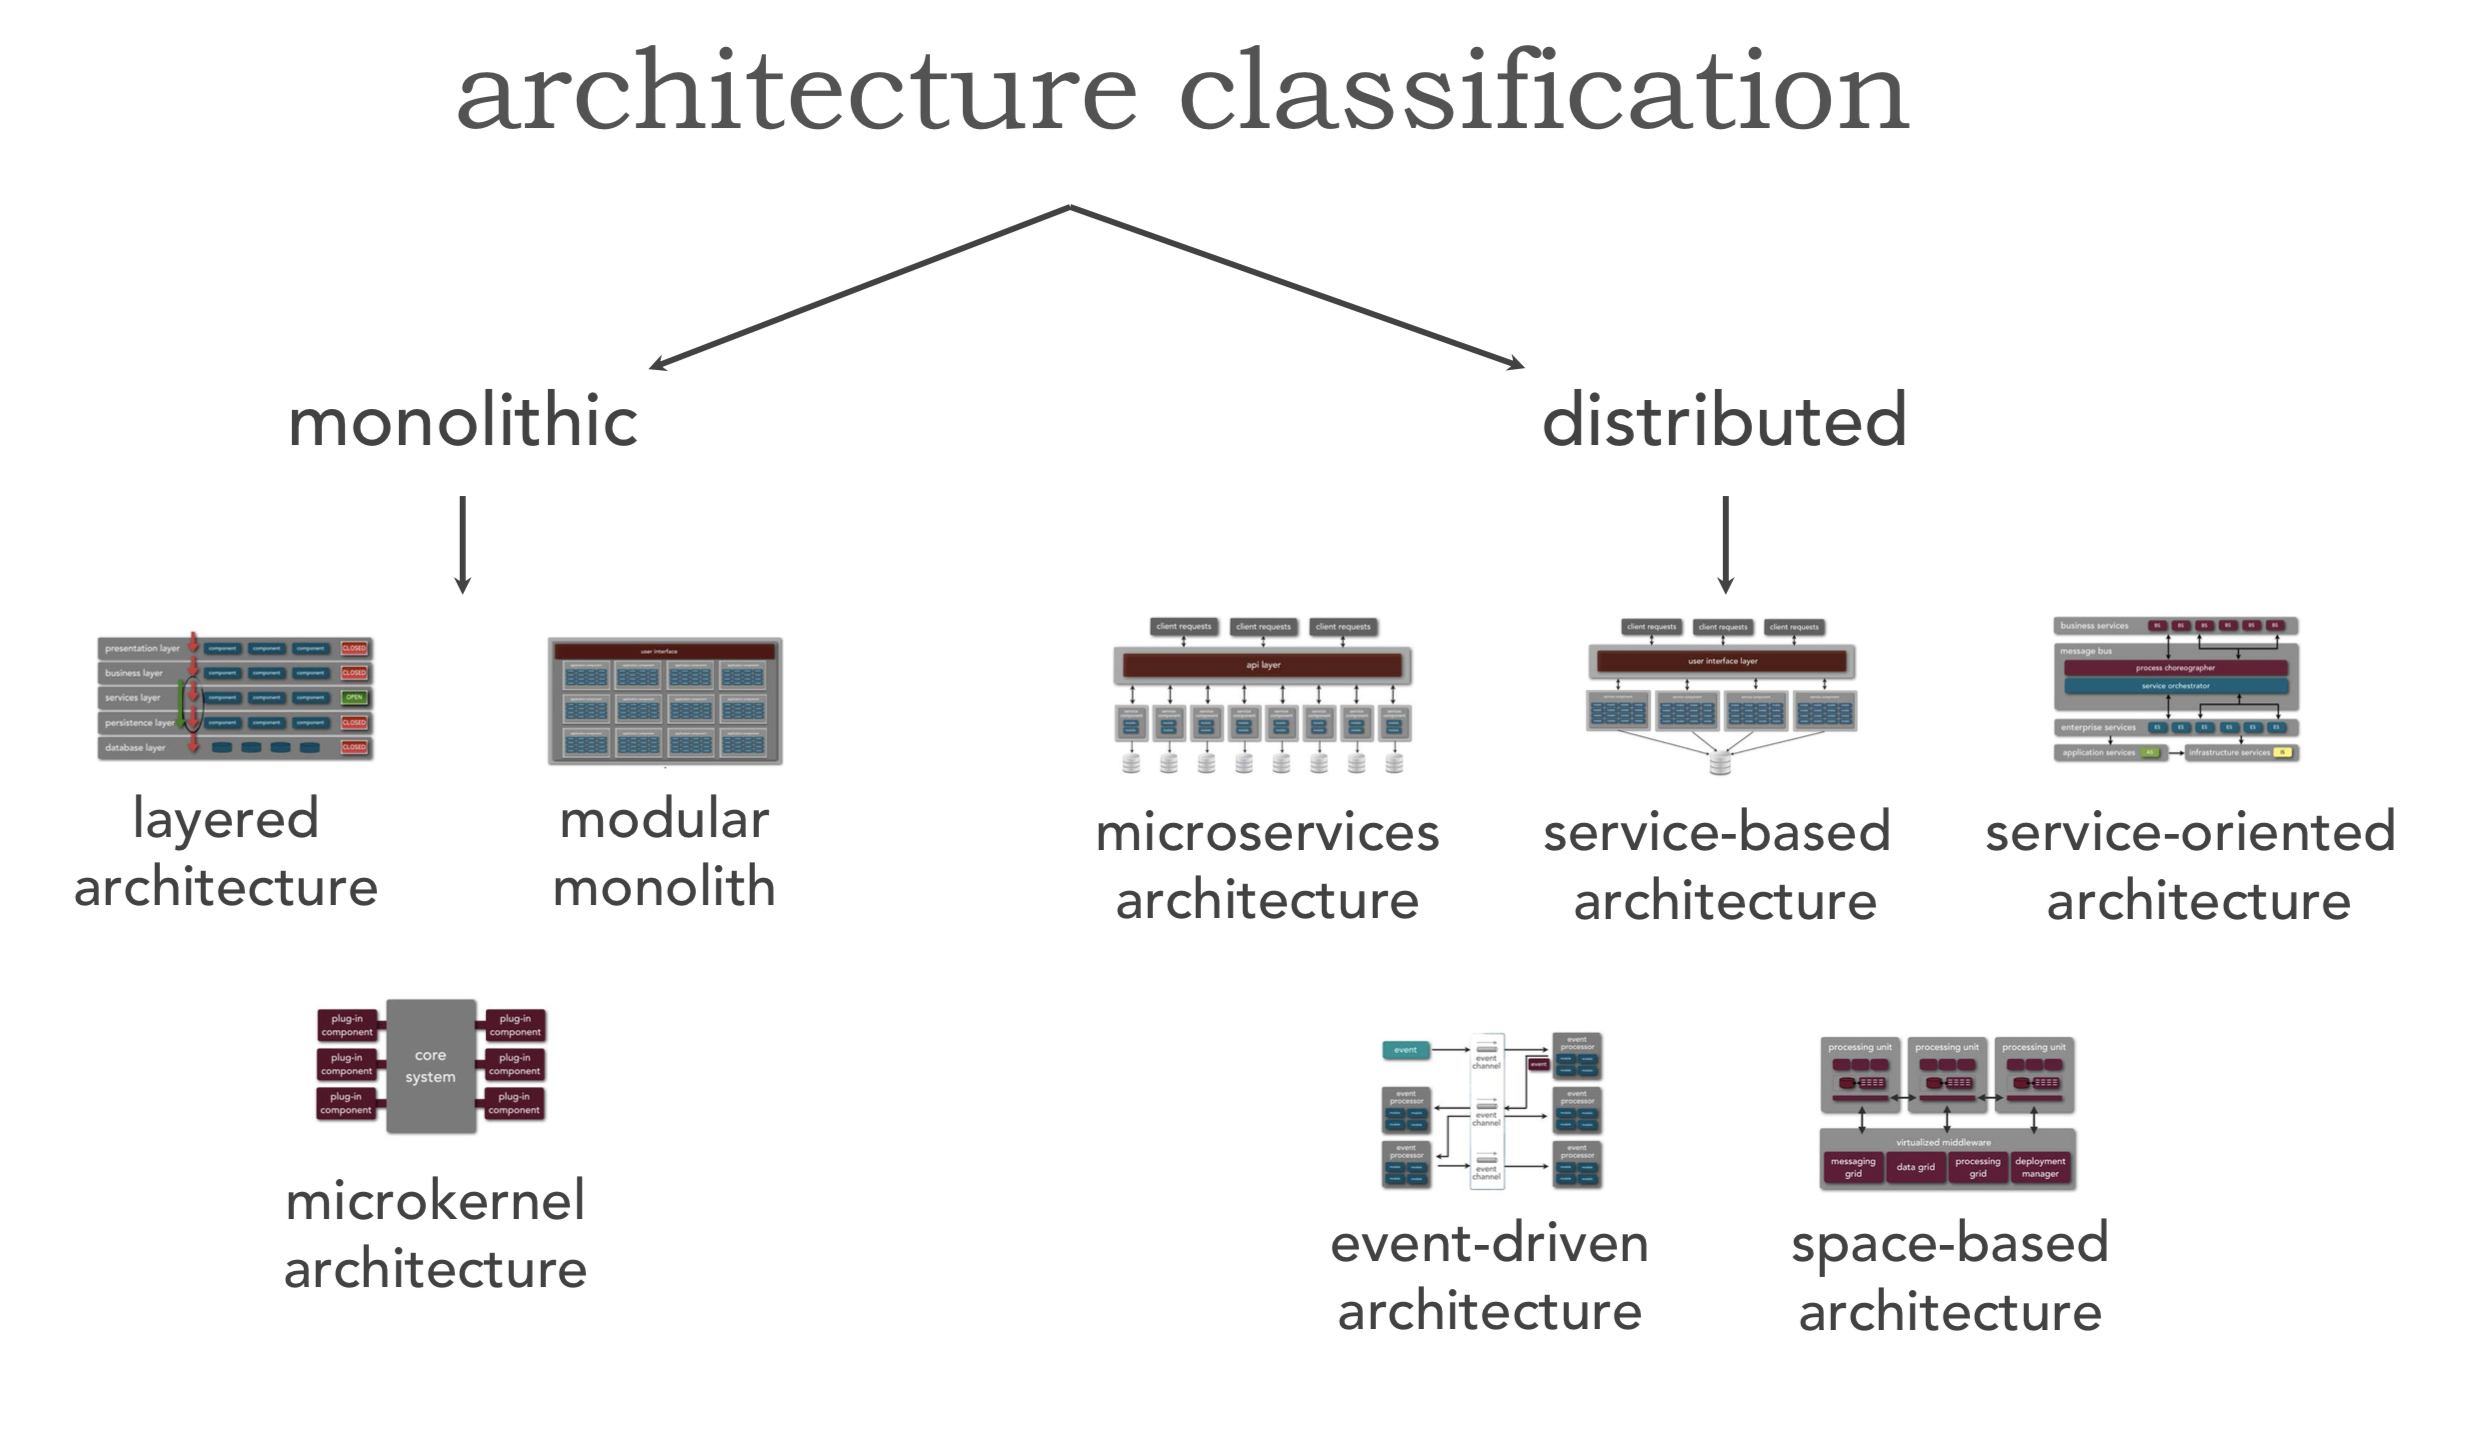 architecture classification
monolithic
distributed
presentation layer
component component component
CLOSED
business layer
component component component
CLOSED
services layer
component component component
OPEN
persistence layer
component component component
CLOSED
database layer
CLOSED
layered
architecture
user interface
modular
monolith
plug-in
component
plug-in
component
plug-in
component
core
system
plug-in
component
plug-in
component
plug-in
component
microkernel
architecture
client requests
client requests
client requests
api layer
microservices
architecture
client requests
client requests
client requests
user interface layer
service-based
architecture
business services
BS BS BS BS BS BS
message bus
process choreographer
service orchestrator
enterprise services
ES ES ES ES ES ES
application services
AS
infrastructure services
IS
service-oriented
architecture
event
event
channel
event
processor
event
event
processor
event
channel
event
processor
event
processor
event
channel
event
processor
event-driven
architecture
processing unit
processing unit
processing unit
virtualized middleware
messaging
grid
data grid
processing
grid
deployment
manager
space-based
architecture